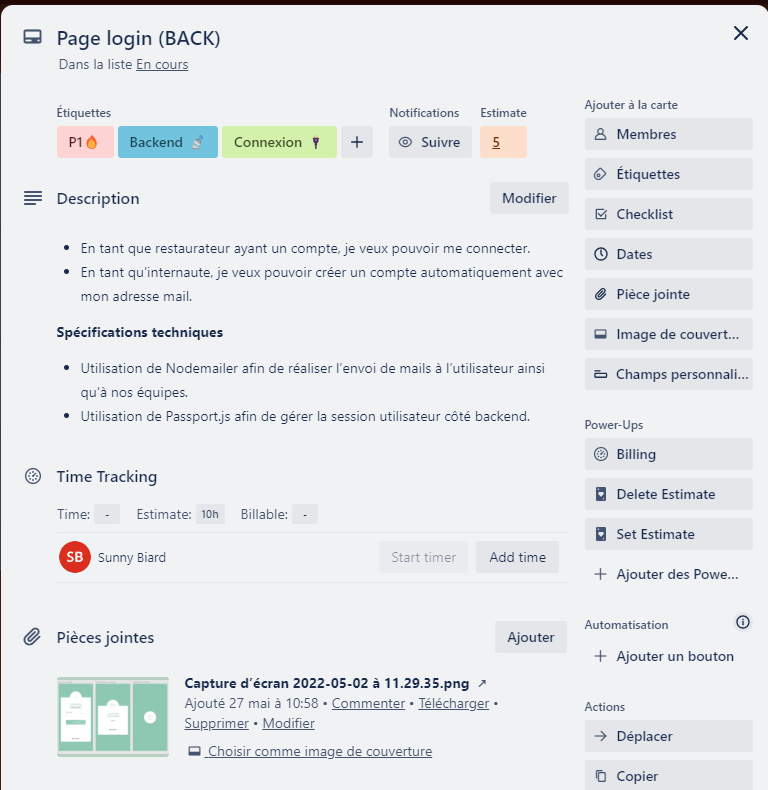 Page login (BACK)
Dans la liste En cours
Étiquettes
P1🔥 Backend Connexion
Notifications
Suivre
Estimate
5
Description
Modifier
• En tant que restaurateur ayant un compte, je veux pouvoir me connecter.
• En tant qu'internaute, je veux pouvoir créer un compte automatiquement avec
mon adresse mail.
Spécifications techniques
• Utilisation de Nodemailer afin de réaliser l'envoi de mails à l'utilisateur ainsi
qu'à nos équipes.
• Utilisation de Passport.js afin de gérer la session utilisateur côté backend.
Time Tracking
Time: - Estimate: 10h Billable: -
SB Sunny Biard Start timer Add time
Pièces jointes
Ajouter
Capture d'écran 2022-05-02 à 11.29.35.png ↗
Ajouté 27 mai à 10:58 • Commenter • Télécharger •
Supprimer • Modifier
Choisir comme image de couverture
Ajouter à la carte
Membres
Étiquettes
Checklist
Dates
Pièce jointe
Image de couvert...
Champs personnali...
Power-Ups
Billing
Delete Estimate
Set Estimate
+ Ajouter des Powe...
Automatisation
+ Ajouter un bouton
Actions
Déplacer
Copier